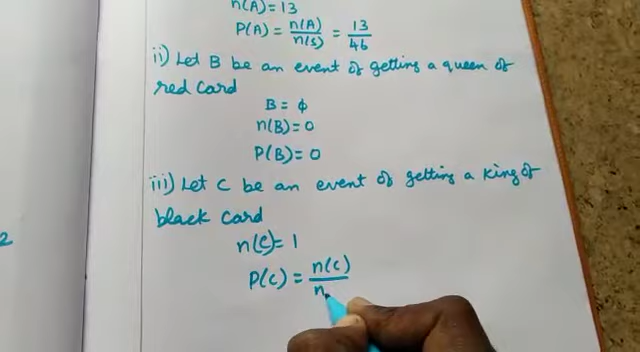 n(A) = 13
P(A) = n(A)/n(S) = 13/46
ii) Let B be an event of getting a queen of
red card
B = ϕ
n(B) = 0
P(B) = 0
iii) Let C be an event of getting a king of
black card
n(C) = 1
P(C) = n(C)/n
2